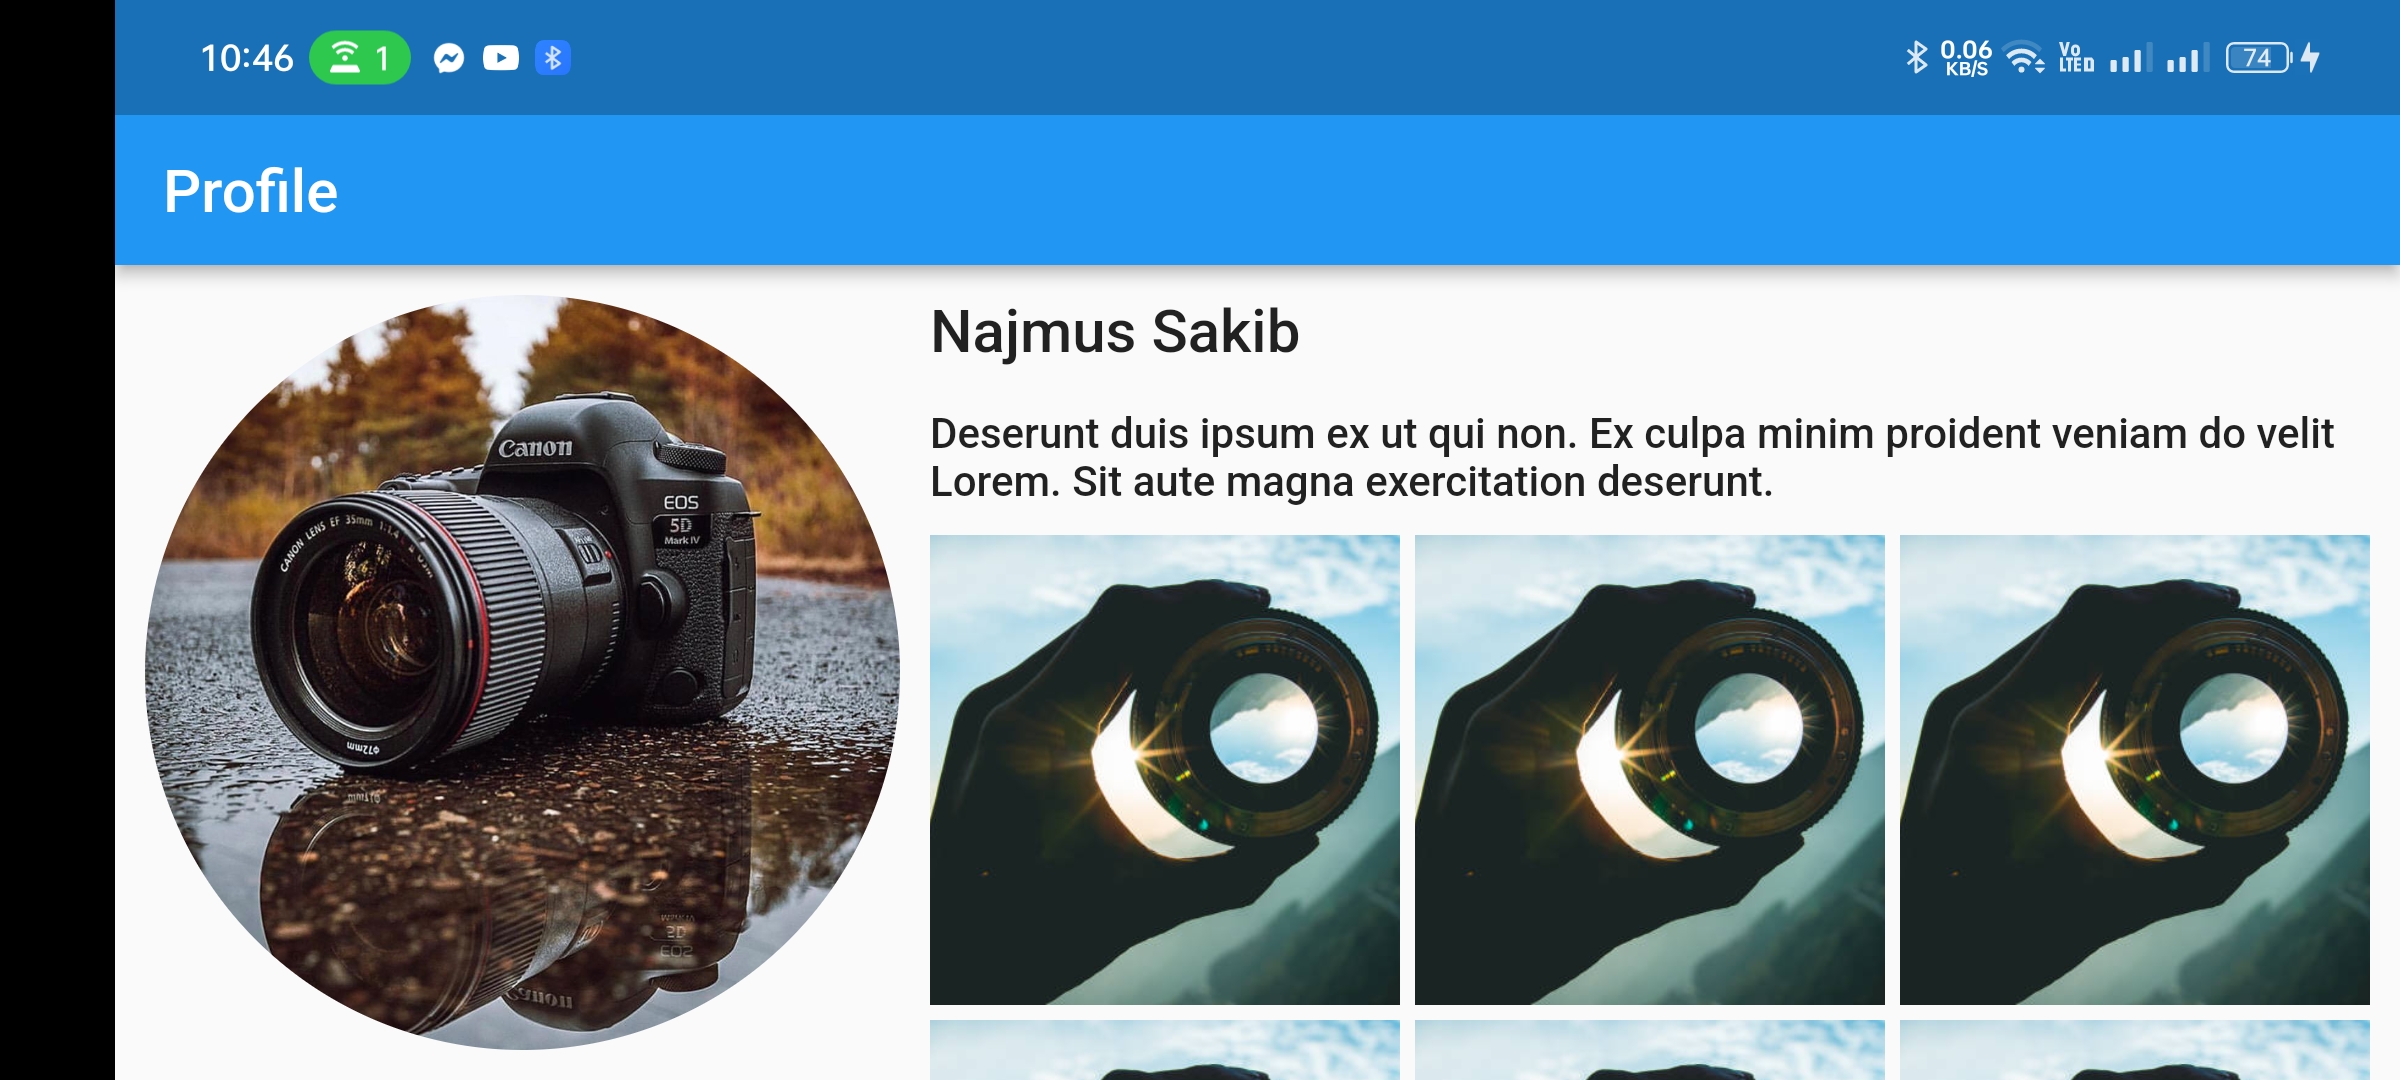 10:46
1
0.06
KB/S
Vo
LTE
74
Profile
Najmus Sakib
Deserunt duis ipsum ex ut qui non. Ex culpa minim proident veniam do velit
Lorem. Sit aute magna exercitation deserunt.
Canon
EOS
5D
Mark IV
CANON LENS EF 35mm 1:1.4
ɸ72mm